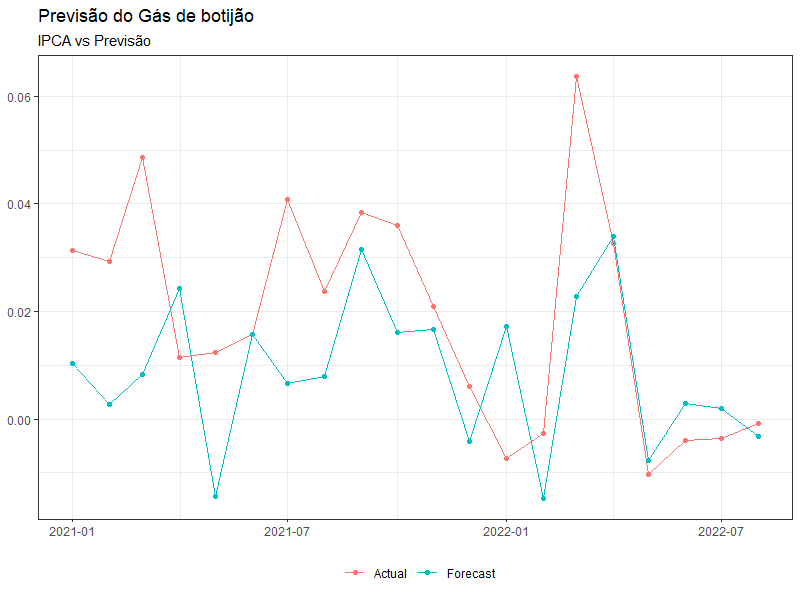 Previsão do Gás de botijão
IPCA vs Previsão
0.06
0.04
0.02
0.00
2021-01 2021-07 2022-01 2022-07
Actual Forecast